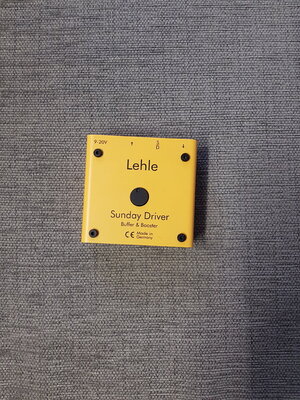 9-20V
Lehle
Sunday Driver
Buffer & Booster
CE Made in
Germany